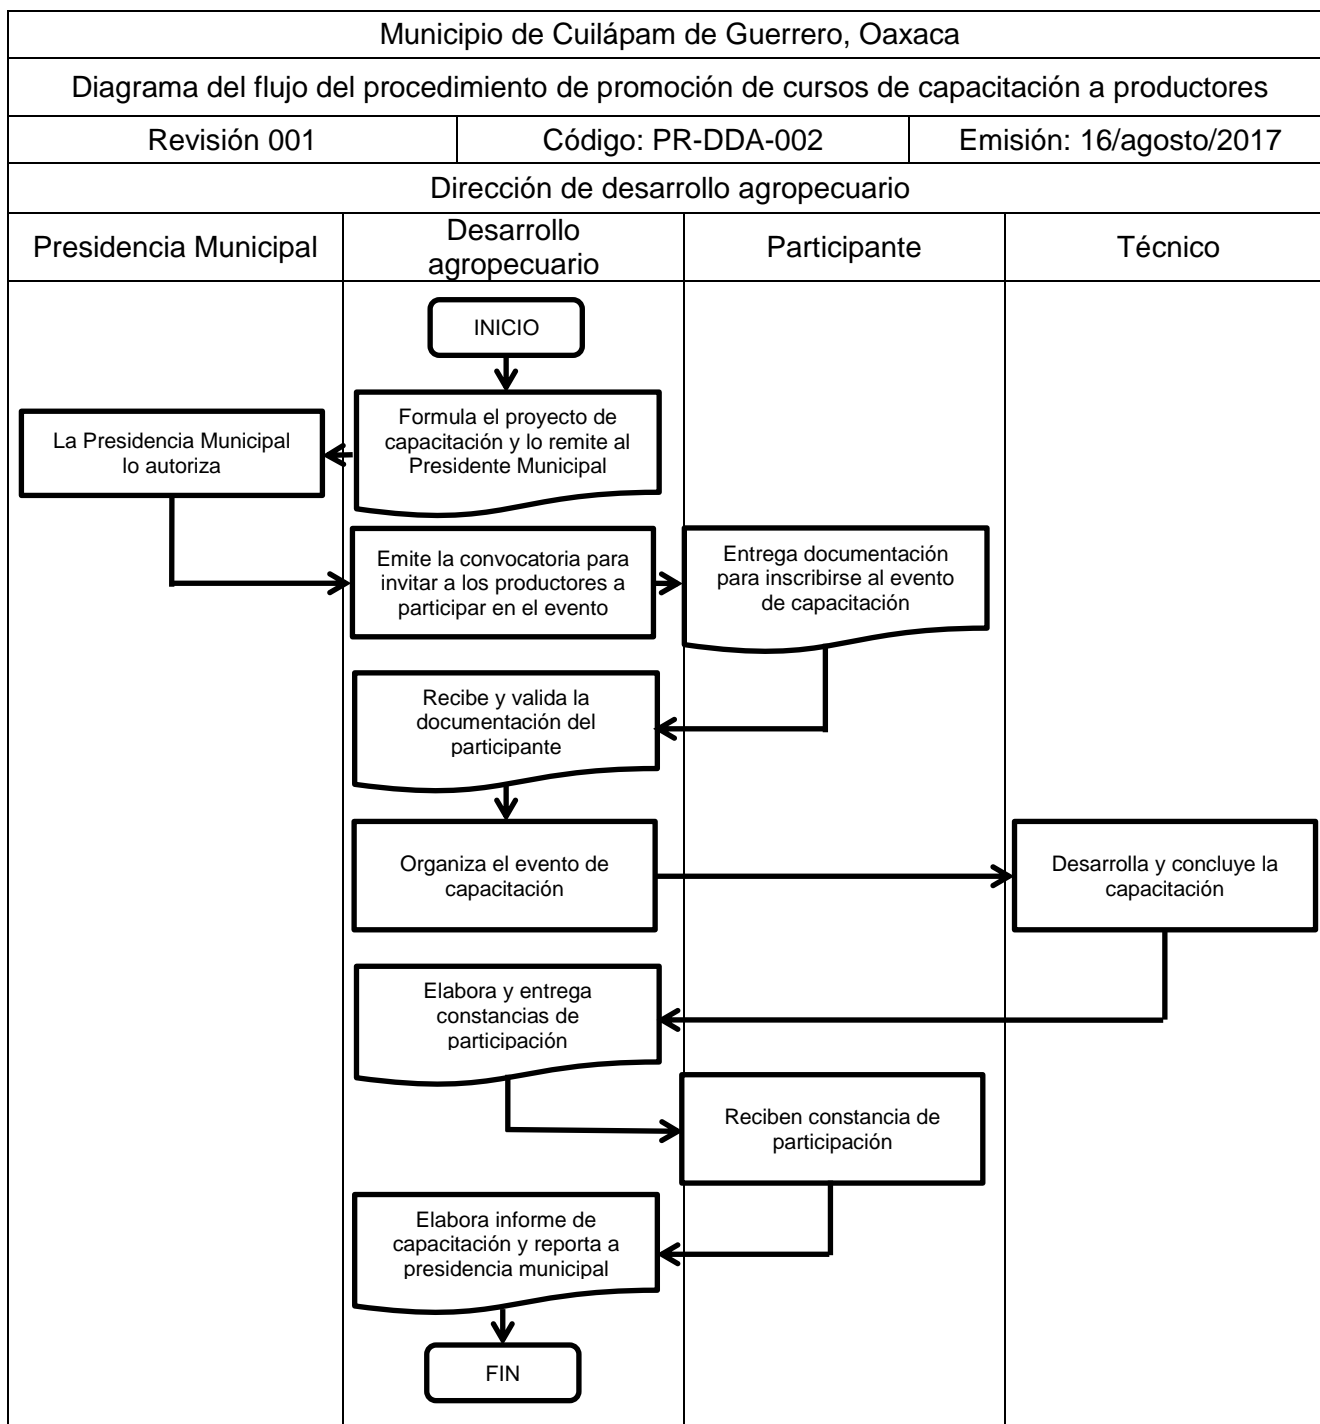 Municipio de Cuilápam de Guerrero, Oaxaca
Diagrama del flujo del procedimiento de promoción de cursos de capacitación a productores
Revisión 001
Código: PR-DDA-002
Emisión: 16/agosto/2017
Dirección de desarrollo agropecuario
Presidencia Municipal
Desarrollo
agropecuario
Participante
Técnico
INICIO
Formula el proyecto de
capacitación y lo remite al
Presidente Municipal
La Presidencia Municipal
lo autoriza
Emite la convocatoria para
invitar a los productores a
participar en el evento
Entrega documentación
para inscribirse al evento
de capacitación
Recibe y valida la
documentación del
participante
Organiza el evento de
capacitación
Desarrolla y concluye la
capacitación
Elabora y entrega
constancias de
participación
Reciben constancia de
participación
Elabora informe de
capacitación y reporta a
presidencia municipal
FIN